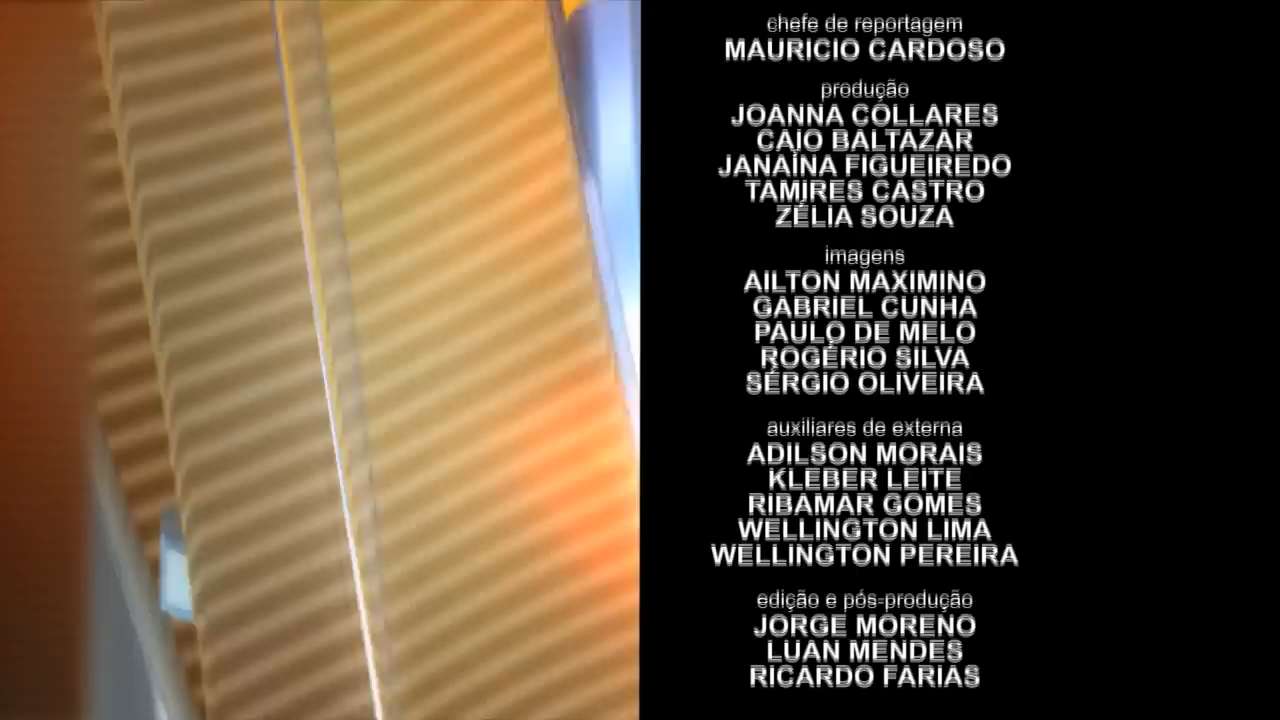 chefe de reportagem
MAURICIO CARDOSO
produção
JOANNA COLLARES
CAIO BALTAZAR
JANAÍNA FIGUEIREDO
TAMIRES CASTRO
ZÉLIA SOUZA
imagens
AILTON MAXIMINO
GABRIEL CUNHA
PAULO DE MELO
ROGÉRIO SILVA
SÉRGIO OLIVEIRA
auxiliares de externa
ADILSON MORAIS
KLEBER LEITE
RIBAMAR GOMES
WELLINGTON LIMA
WELLINGTON PEREIRA
edição e pós-produção
JORGE MORENO
LUAN MENDES
RICARDO FARIAS